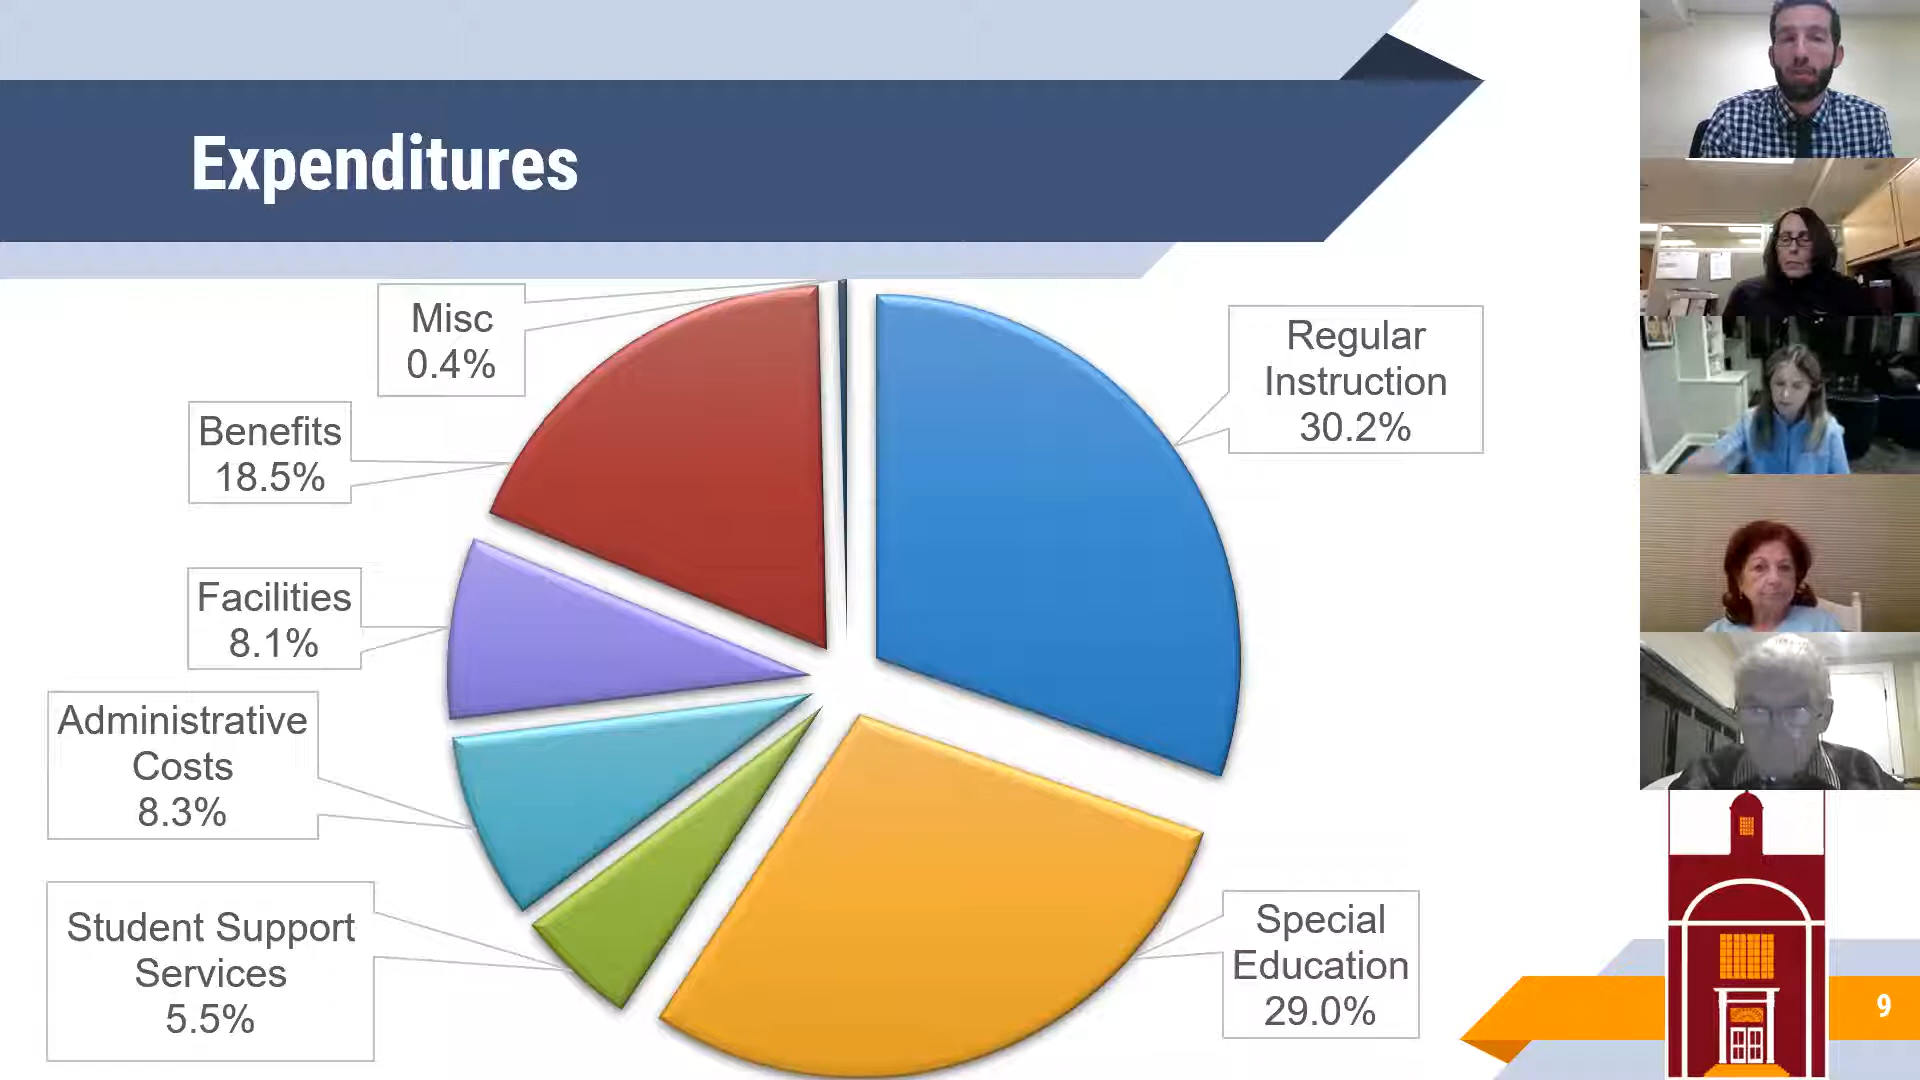 Expenditures
Misc
0.4%
Regular
Instruction
30.2%
Benefits
18.5%
Facilities
8.1%
Administrative
Costs
8.3%
Student Support
Services
5.5%
Special
Education
29.0%
9